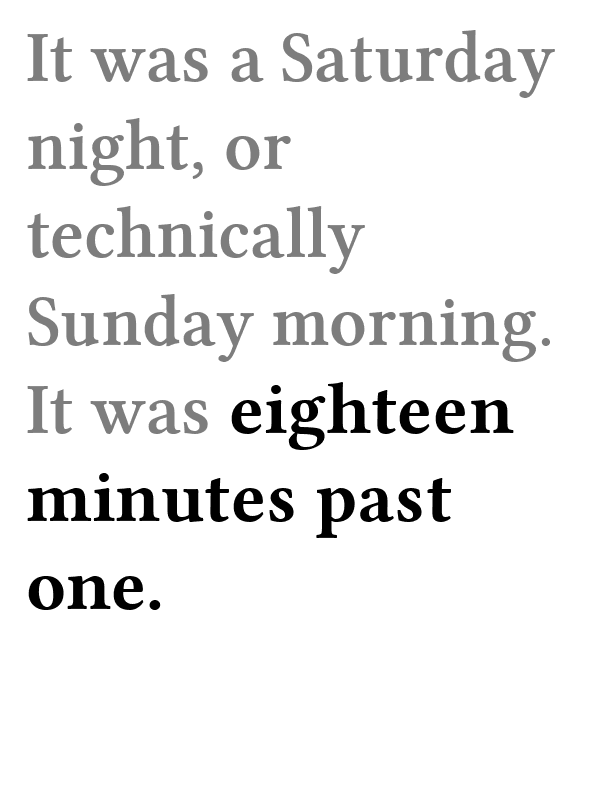 It was a Saturday
night, or
technically
Sunday morning.
It was eighteen
minutes past
one.